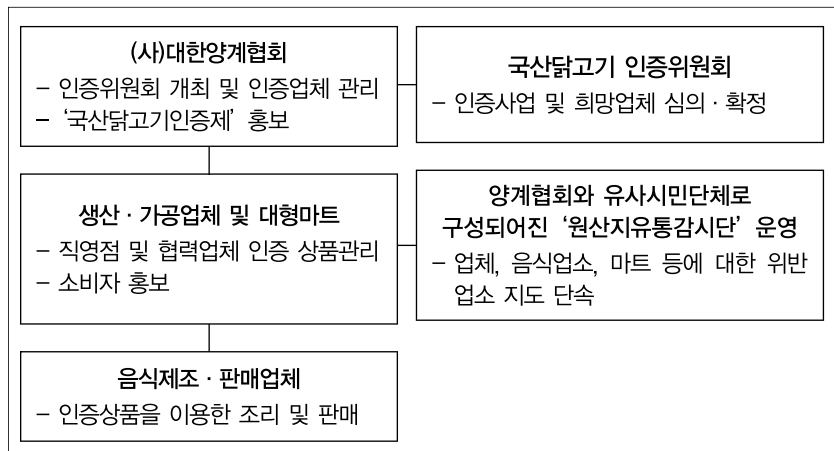 (사)대한양계협회
– 인증위원회 개최 및 인증업체 관리
– ‘국산닭고기인증제’ 홍보
국산닭고기 인증위원회
– 인증사업 및 희망업체 심의·확정
생산·가공업체 및 대형마트
– 직영점 및 협력업체 인증 상품관리
– 소비자 홍보
양계협회와 유사시민단체로
구성되어진 ‘원산지유통감시단’ 운영
– 업체, 음식업소, 마트 등에 대한 위반
업소 지도 단속
음식제조·판매업체
– 인증상품을 이용한 조리 및 판매